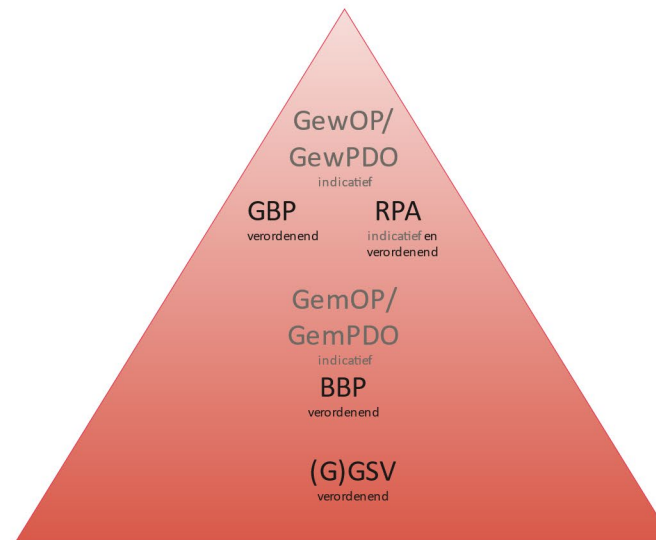 GewOP/
GewPDO
indicatief
GBP RPA
verordenend indicatief en
verordenend
GemOP/
GemPDO
indicatief
BBP
verordenend
(G)GSV
verordenend